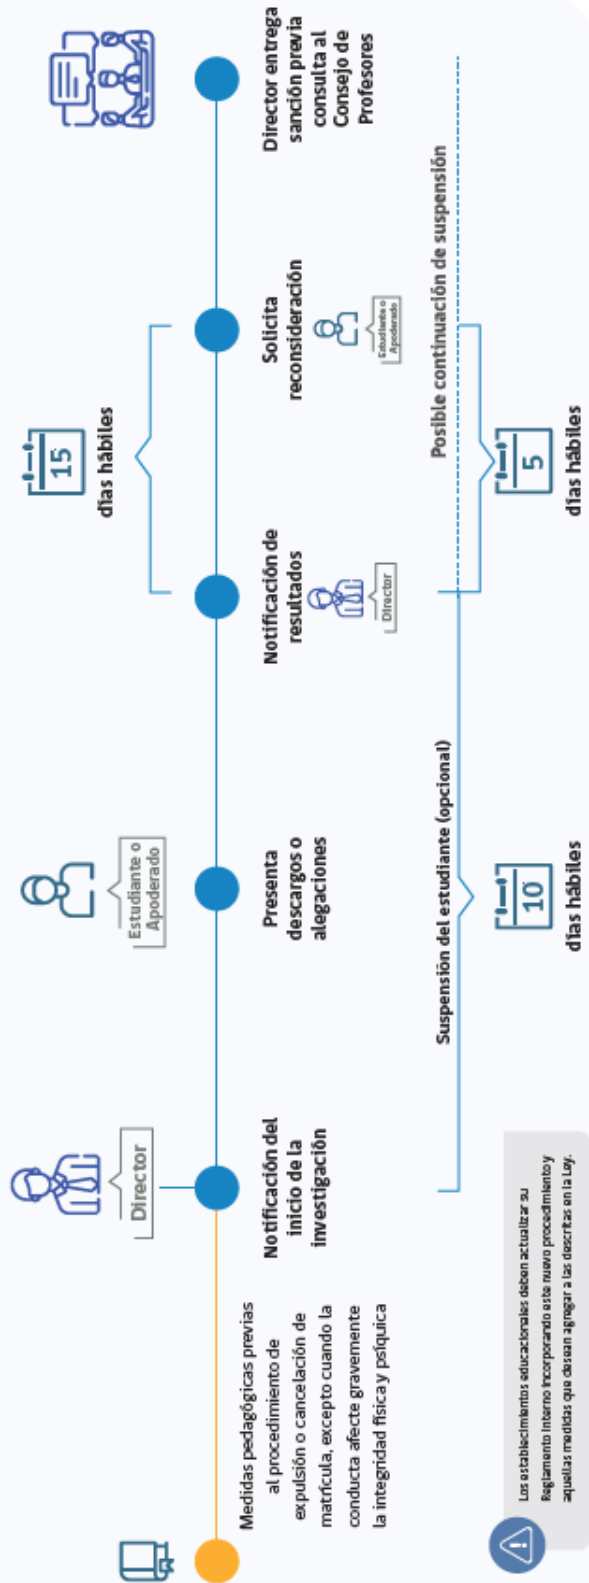 Medidas pedagógicas previas
al procedimiento de
expulsión o cancelación de
matrícula, excepto cuando la
conducta afecte gravemente
la integridad física y psíquica
Director
Notificación del
inicio de la
investigación
Estudiante o
Apoderado
Presenta
descargos o
alegaciones
15
días hábiles
Notificación de
resultados
Director
Solicita
reconsideración
Estudiante o
Apoderado
Director entrega
sanción previa
consulta al
Consejo de
Profesores
Suspensión del estudiante (opcional)
10
días hábiles
Posible continuación de suspensión
5
días hábiles
Los establecimientos educacionales deben actualizar su
Reglamento Interno incorporando este nuevo procedimiento y
aquellas medidas que desean agregar a las descritas en la Ley.